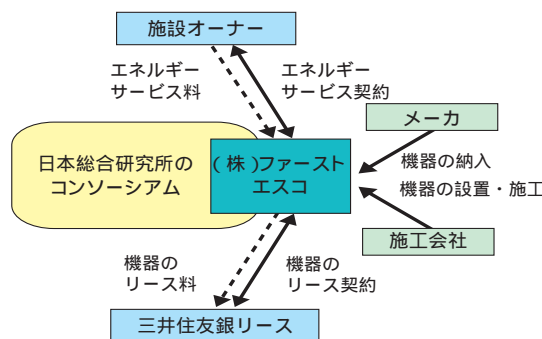 施設オーナー
エネルギー
サービス料
エネルギー
サービス契約
メーカ
日本総合研究所の
コンソーシアム
(株)ファースト
エスコ
機器の納入
機器の設置・施工
施工会社
機器の
リース料
機器の
リース契約
三井住友銀リース